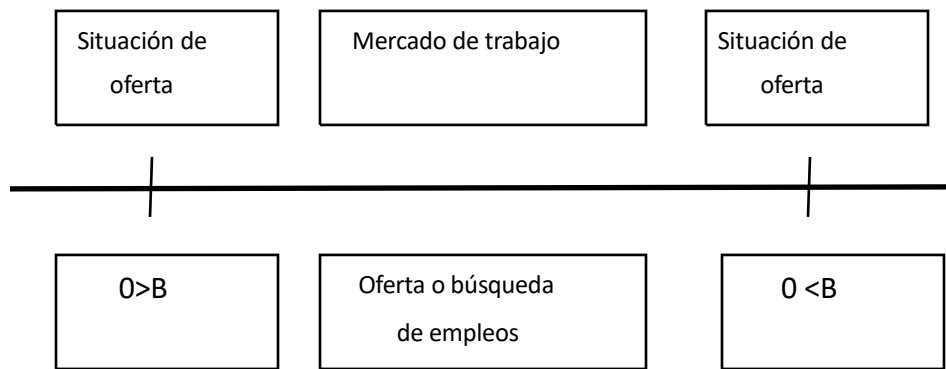 Situación de
oferta
Mercado de trabajo
Situación de
oferta
0>B
Oferta o búsqueda
de empleos
0 <B